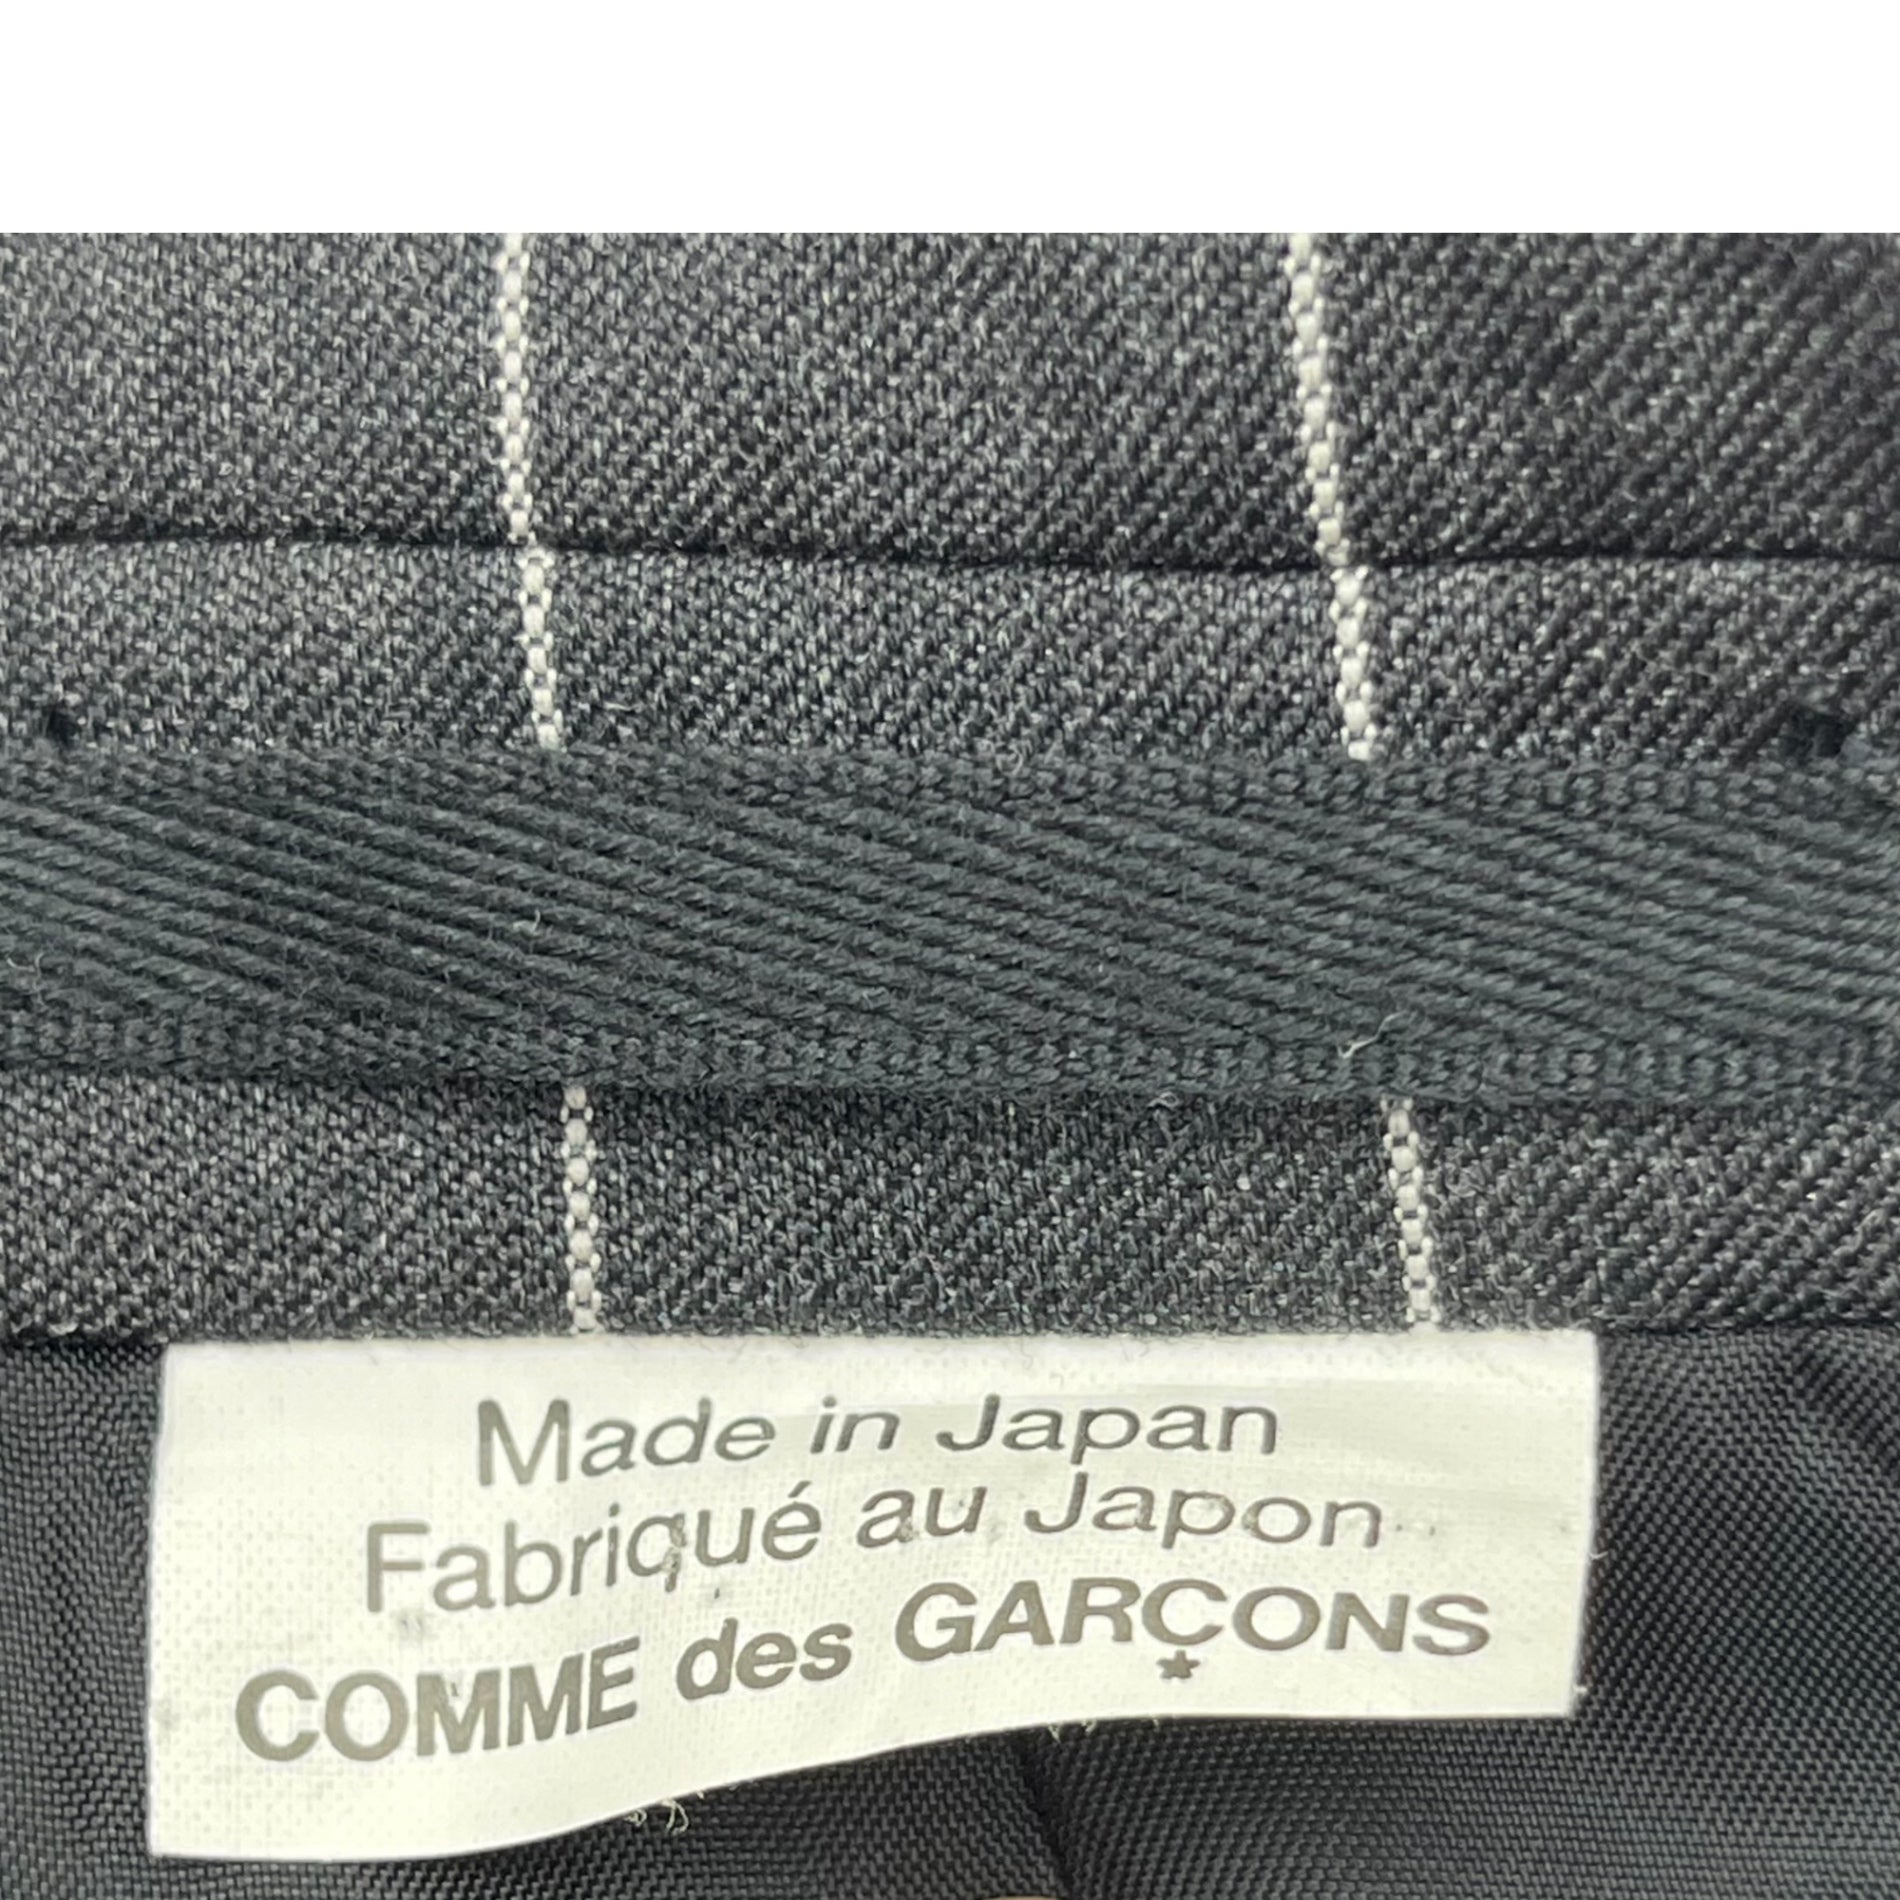 Made in Japan
Fabriqué au Japon
COMME des GARÇONS